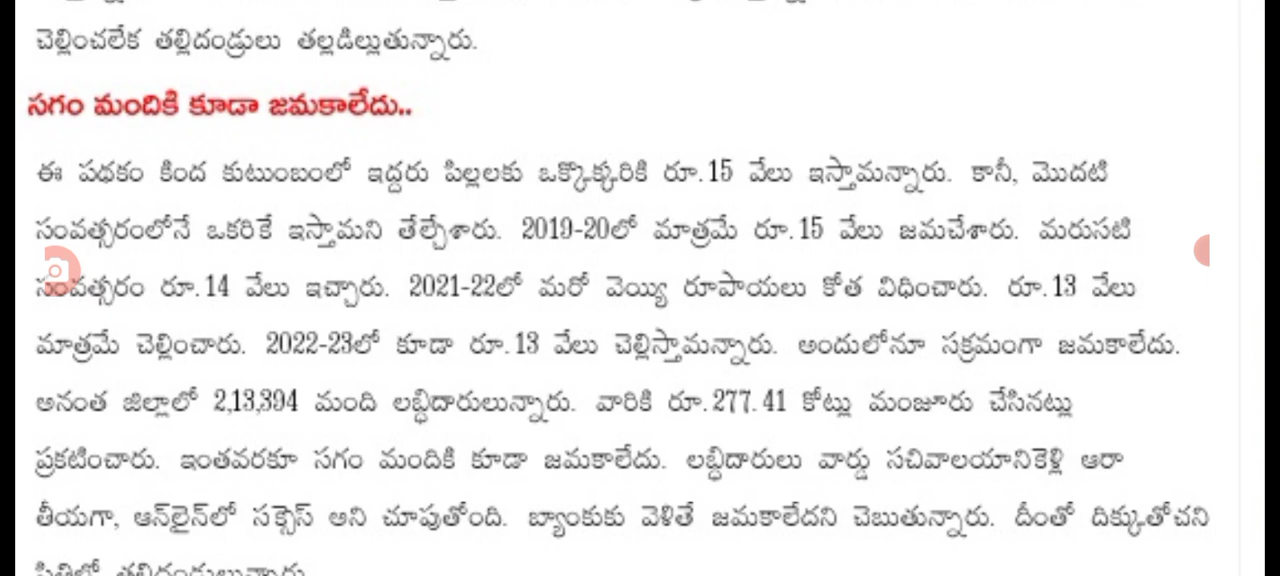 చెల్లించలేక తల్లిదండ్రులు తల్లడిల్లుతున్నారు.
సగం మందికి కూడా జమకాలేదు..
ఈ పథకం కింద కుటుంబంలో ఇద్దరు పిల్లలకు ఒక్కొక్కరికి రూ.15 వేలు ఇస్తామన్నారు. కానీ, మొదటి
సంవత్సరంలోనే ఒకరికే ఇస్తామని తేల్చేశారు. 2019-20లో మాత్రమే రూ.15 వేలు జమచేశారు. మరుసటి
సంవత్సరం రూ.14 వేలు ఇచ్చారు. 2021-22లో మరో వెయ్యి రూపాయలు కోత విధించారు. రూ.13 వేలు
మాత్రమే చెల్లించారు. 2022-23లో కూడా రూ.13 వేలు చెల్లిస్తామన్నారు. అందులోనూ సక్రమంగా జమకాలేదు.
అనంత జిల్లాలో 2,13,394 మంది లబ్ధిదారులున్నారు. వారికి రూ.277.41 కోట్లు మంజూరు చేసినట్లు
ప్రకటించారు. ఇంతవరకూ సగం మందికి కూడా జమకాలేదు. లబ్ధిదారులు వార్డు సచివాలయానికెళ్లి ఆరా
తీయగా, ఆన్‌లైన్‌లో సక్సెస్ అని చూపుతోంది. బ్యాంకుకు వెళితే జమకాలేదని చెబుతున్నారు. దీంతో దిక్కుతోచని